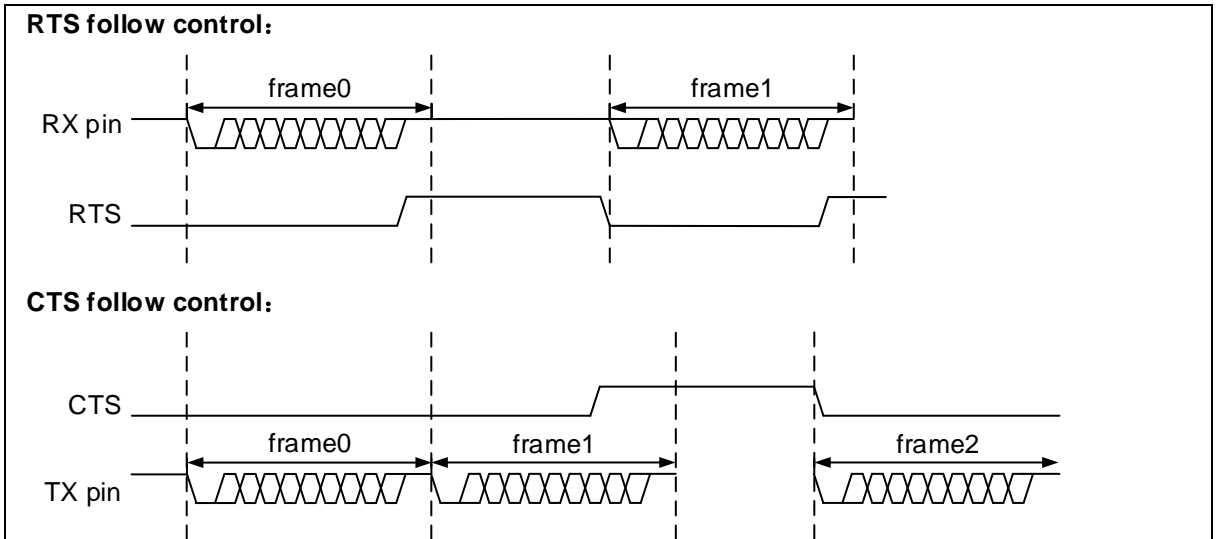 RTS follow control：
frame0
frame1
RX pin
RTS
CTS follow control：
CTS
frame0
frame1
frame2
TX pin